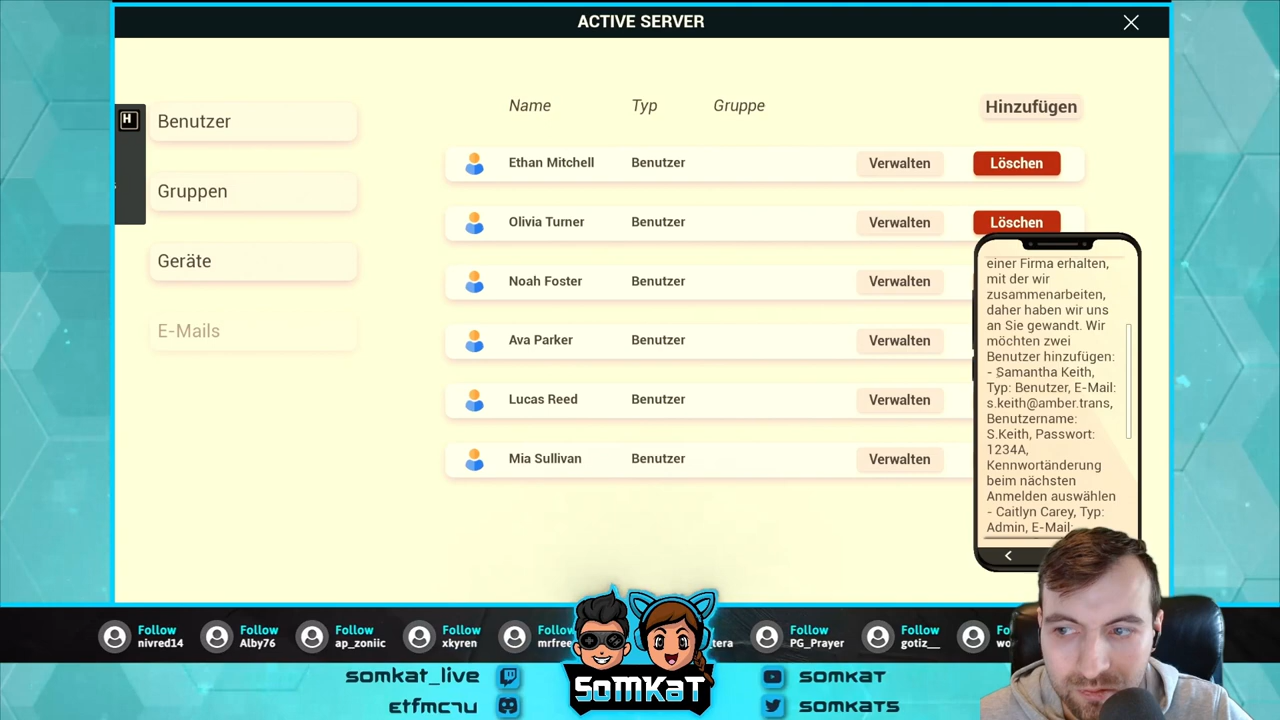 ACTIVE SERVER
H
Benutzer
Gruppen
Geräte
E-Mails
Name Typ Gruppe Hinzufügen
Ethan Mitchell Benutzer Verwalten Löschen
Olivia Turner Benutzer Verwalten Löschen
Noah Foster Benutzer Verwalten
Ava Parker Benutzer Verwalten
Lucas Reed Benutzer Verwalten
Mia Sullivan Benutzer Verwalten
einer Firma erhalten,
mit der wir
zusammenarbeiten,
daher haben wir uns
an Sie gewandt. Wir
möchten zwei
Benutzer hinzufügen:
- Samantha Keith,
Typ: Benutzer, E-Mail:
s.keith@amber.trans,
Benutzername:
S.Keith, Passwort:
1234A,
Kennwortänderung
beim nächsten
Anmelden auswählen
- Caitlyn Carey, Typ:
Admin, E-Mail:
Follow
nivred14
Follow
Alby76
Follow
ap_zoniic
Follow
xkyren
Follow
mrfree
tera
Follow
PG_Prayer
Follow
gotiz__
Fo
wo
SOMKAT
somkat_live
ETFMC7U
SOMKAT
SOMKATS